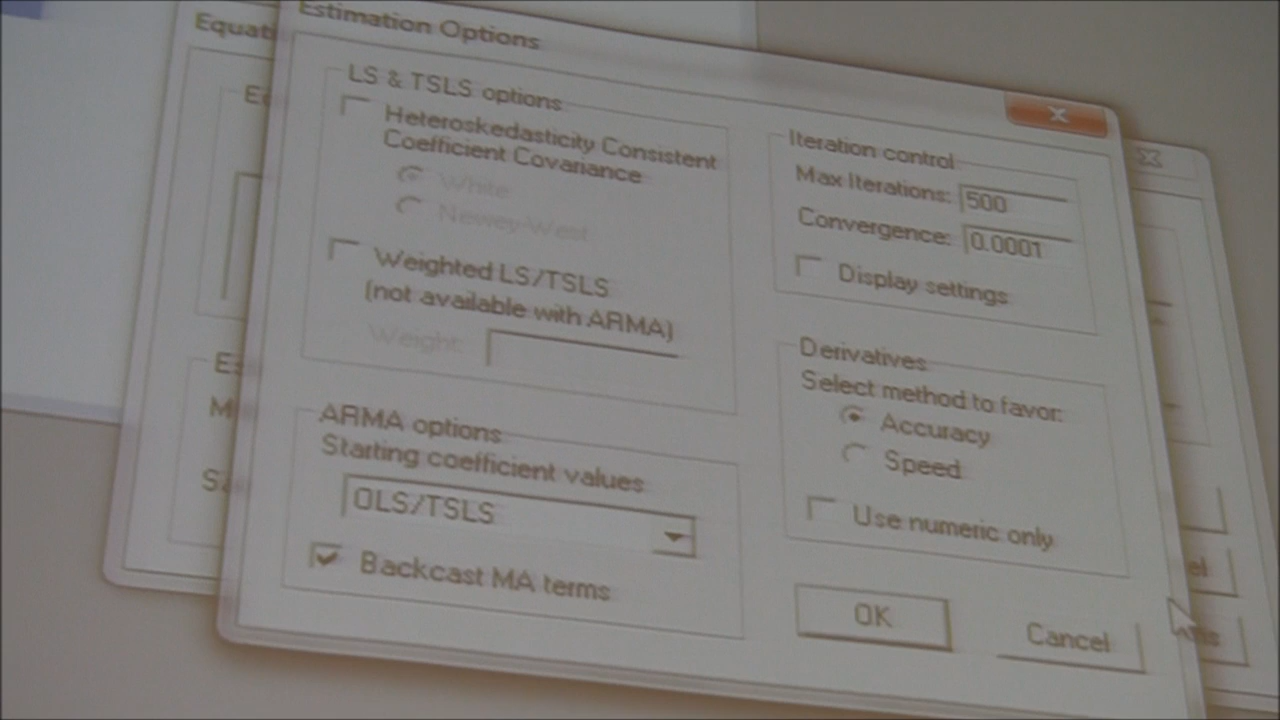 Equat
Estimation Options
LS & TSLS options
Heteroskedasticity Consistent
Coefficient Covariance
White
Newey-West
Weighted LS/TSLS
(not available with ARMA)
Weight:
ARMA options
Starting coefficient values
OLS/TSLS
Backcast MA terms
Iteration control
Max Iterations: 500
Convergence: 0.0001
Display settings
Derivatives
Select method to favor:
Accuracy
Speed
Use numeric only
OK
Cancel